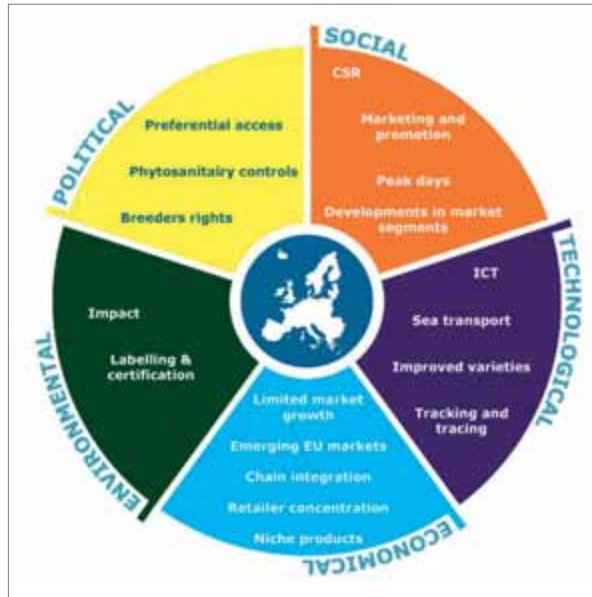 SOCIAL
CSR
Marketing and
promotion
Peak days
Developments in market
segments
TECHNOLOGICAL
ICT
Sea transport
Improved varieties
Tracking and
tracing
ECONOMICAL
Limited market
growth
Emerging EU markets
Chain integration
Retailer concentration
Niche products
ENVIRONMENTAL
Impact
Labelling &
certification
POLITICAL
Preferential access
Phytosanitairy controls
Breeders rights